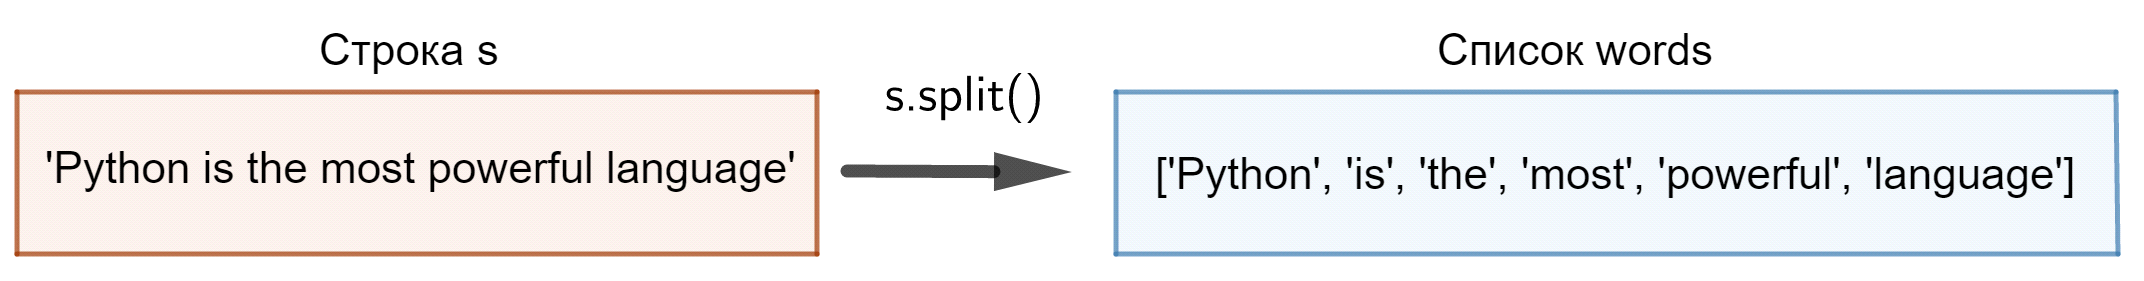 Строка s
'Python is the most powerful language'
s.split()
Список words
['Python', 'is', 'the', 'most', 'powerful', 'language']